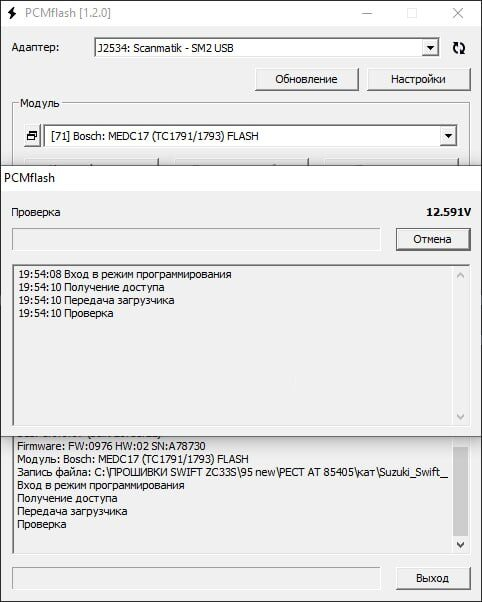 PCMflash [1.2.0]
Адаптер:
J2534: Scanmatik - SM2 USB
Обновление
Настройки
Модуль
[71] Bosch: MEDC17 (TC1791/1793) FLASH
PCMflash
Проверка
12.591V
Отмена
19:54:08 Вход в режим программирования
19:54:10 Получение доступа
19:54:10 Передача загрузчика
19:54:10 Проверка
Firmware: FW:0976 HW:02 SN:A78730
Модуль: Bosch: MEDC17 (TC1791/1793) FLASH
Запись файла: C:\ПРОШИВКИ SWIFT ZC33S\95 new\РЕСТ АТ 85405\кат\Suzuki_Swift_
Вход в режим программирования
Получение доступа
Передача загрузчика
Проверка
Выход